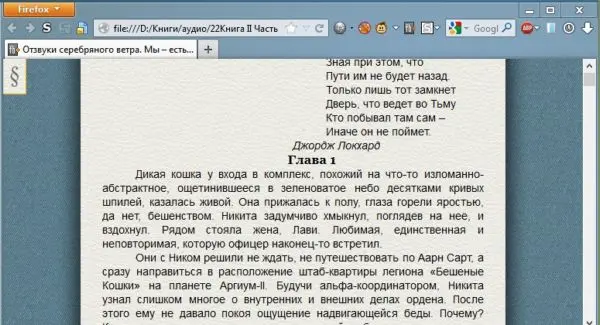 Firefox
file:///D:/Книги/аудио/22Книга II Часть
Googl
Отзвуки серебряного ветра. Мы – есть...
§
Зная при этом, что
Пути им не будет назад.
Только лишь тот замкнет
Дверь, что ведет во Тьму
Кто побывал там сам –
Иначе он не поймет.
Джордж Локхард
Глава 1
Дикая кошка у входа в комплекс, похожий на что-то изломанно-
абстрактное, ощетинившееся в зеленоватое небо десятками кривых
шпилей, казалась живой. Она прижалась к полу, глаза горели яростью,
да нет, бешенством. Никита задумчиво хмыкнул, поглядев на нее, и
вздохнул. Рядом стояла жена, Лави. Любимая, единственная и
неповторимая, которую офицер наконец-то встретил.
Они с Ником решили не ждать, не путешествовать по Аарн Сарт, а
сразу направиться в расположение штаб-квартиры легиона «Бешеные
Кошки» на планете Аргиум-II. Будучи альфа-координатором, Никита
узнал слишком многое о внутренних и внешних делах ордена. После
этого ему не давало покоя ощущение надвигающейся беды. Почему?